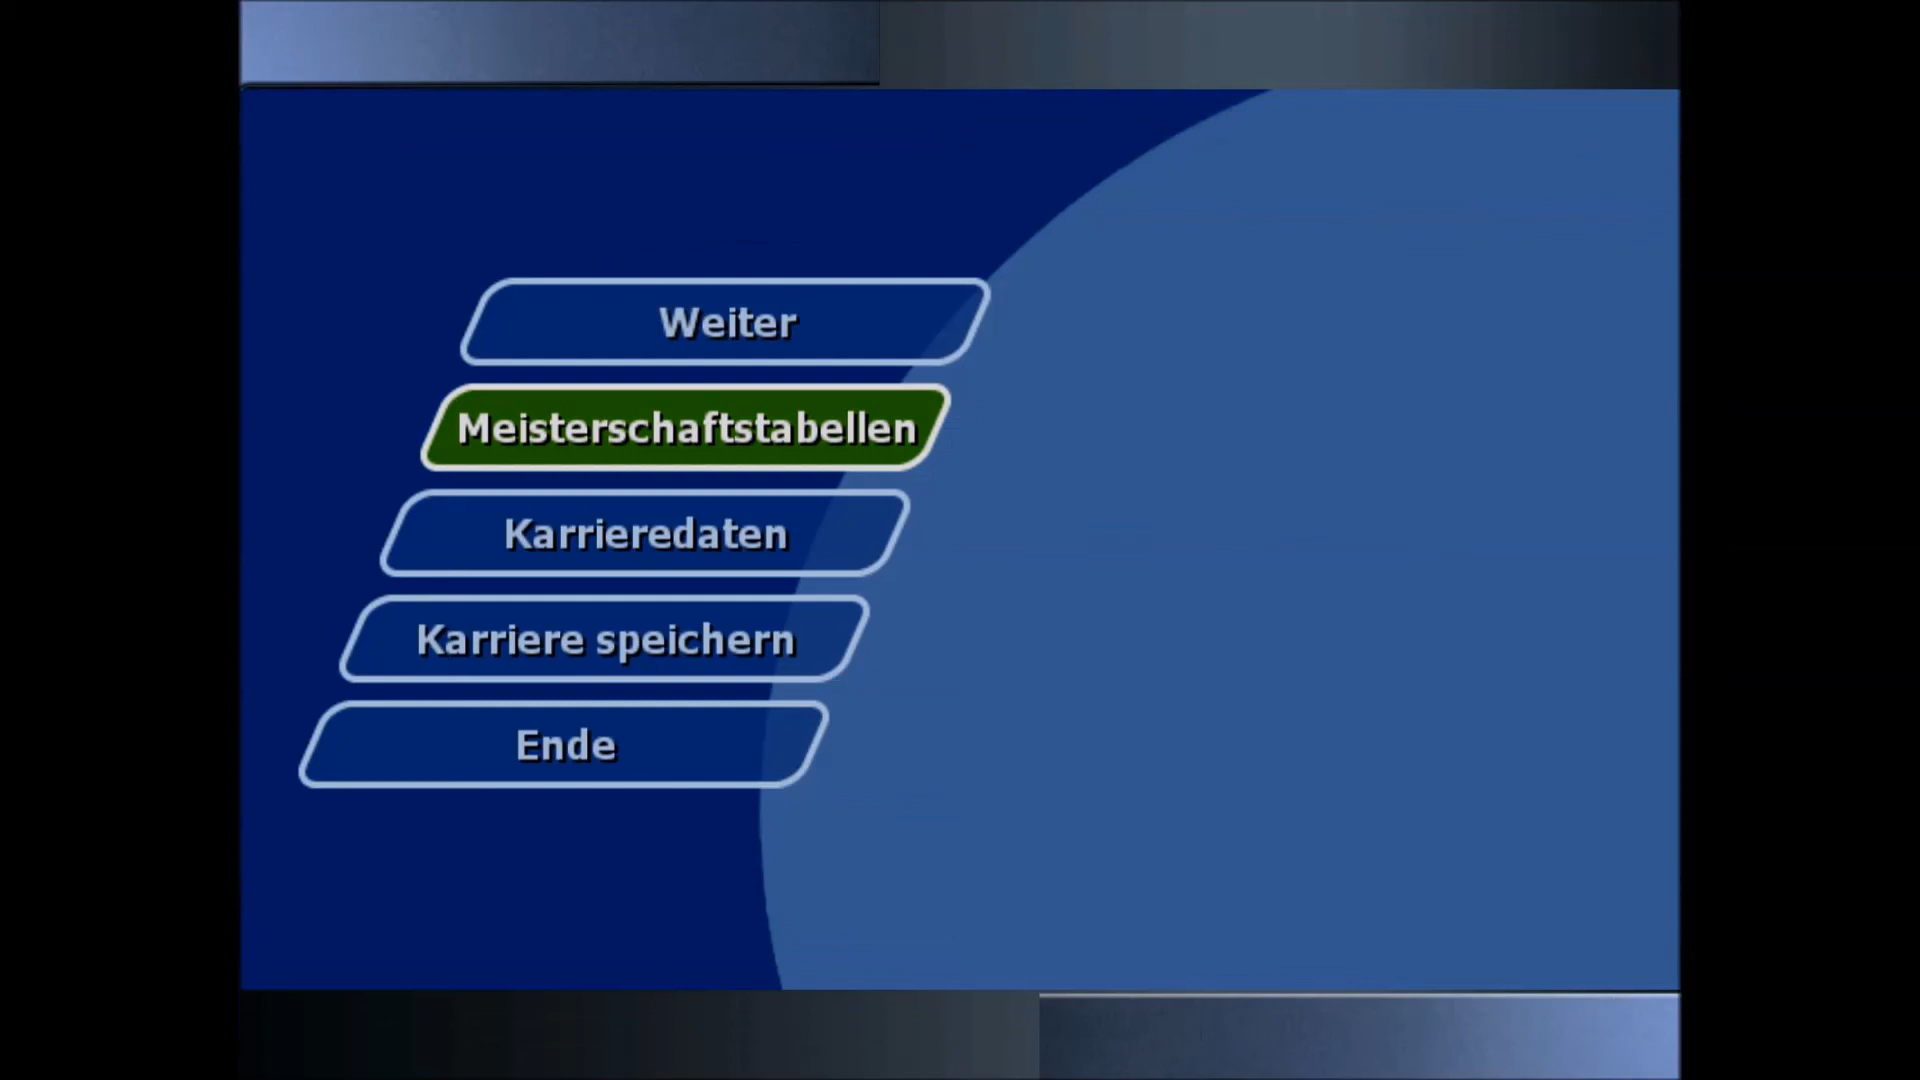 Weiter
Meisterschaftstabellen
Karrieredaten
Karriere speichern
Ende